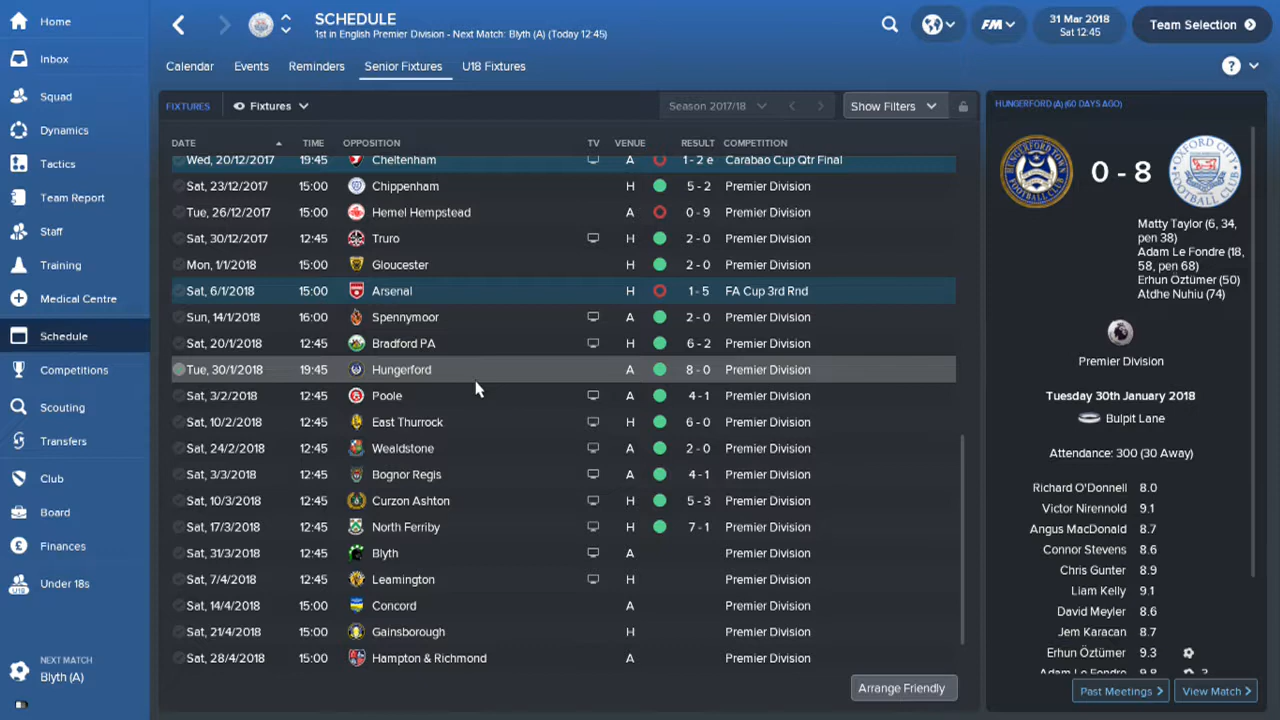 Home
Inbox
Squad
Dynamics
Tactics
Team Report
Staff
Training
Medical Centre
Schedule
Competitions
Scouting
Transfers
Club
Board
Finances
Under 18s
U18
NEXT MATCH
Blyth (A)
SCHEDULE
1st in English Premier Division - Next Match: Blyth (A) (Today 12:45)
FM
31 Mar 2018
Sat 12:45
Team Selection
Calendar Events Reminders Senior Fixtures U18 Fixtures
?
FIXTURES Fixtures Season 2017/18 Show Filters
DATE TIME OPPOSITION TV VENUE RESULT COMPETITION
Wed, 20/12/2017 19:45 Cheltenham A 1 - 2 e Carabao Cup Qtr Final
Sat, 23/12/2017 15:00 Chippenham H 5 - 2 Premier Division
Tue, 26/12/2017 15:00 Hemel Hempstead A 0 - 9 Premier Division
Sat, 30/12/2017 12:45 Truro H 2 - 0 Premier Division
Mon, 1/1/2018 15:00 Gloucester H 2 - 0 Premier Division
Sat, 6/1/2018 15:00 Arsenal H 1 - 5 FA Cup 3rd Rnd
Sun, 14/1/2018 16:00 Spennymoor A 2 - 0 Premier Division
Sat, 20/1/2018 12:45 Bradford PA H 6 - 2 Premier Division
Tue, 30/1/2018 19:45 Hungerford A 8 - 0 Premier Division
Sat, 3/2/2018 12:45 Poole A 4 - 1 Premier Division
Sat, 10/2/2018 12:45 East Thurrock H 6 - 0 Premier Division
Sat, 24/2/2018 12:45 Wealdstone A 2 - 0 Premier Division
Sat, 3/3/2018 12:45 Bognor Regis A 4 - 1 Premier Division
Sat, 10/3/2018 12:45 Curzon Ashton H 5 - 3 Premier Division
Sat, 17/3/2018 12:45 North Ferriby H 7 - 1 Premier Division
Sat, 31/3/2018 12:45 Blyth A Premier Division
Sat, 7/4/2018 12:45 Leamington H Premier Division
Sat, 14/4/2018 15:00 Concord A Premier Division
Sat, 21/4/2018 15:00 Gainsborough H Premier Division
Sat, 28/4/2018 15:00 Hampton & Richmond A Premier Division
Arrange Friendly
HUNGERFORD (A) (60 DAYS AGO)
0 - 8
Matty Taylor (6, 34,
pen 38)
Adam Le Fondre (18,
58, pen 68)
Erhun Öztümer (50)
Atdhe Nuhiu (74)
Premier Division
Tuesday 30th January 2018
Bulpit Lane
Attendance: 300 (30 Away)
Richard O'Donnell 8.0
Victor Nirennold 9.1
Angus MacDonald 8.7
Connor Stevens 8.6
Chris Gunter 8.9
Liam Kelly 9.1
David Meyler 8.6
Jem Karacan 8.7
Erhun Öztümer 9.3
Adam Le Fondre 9.8 3
Past Meetings View Match